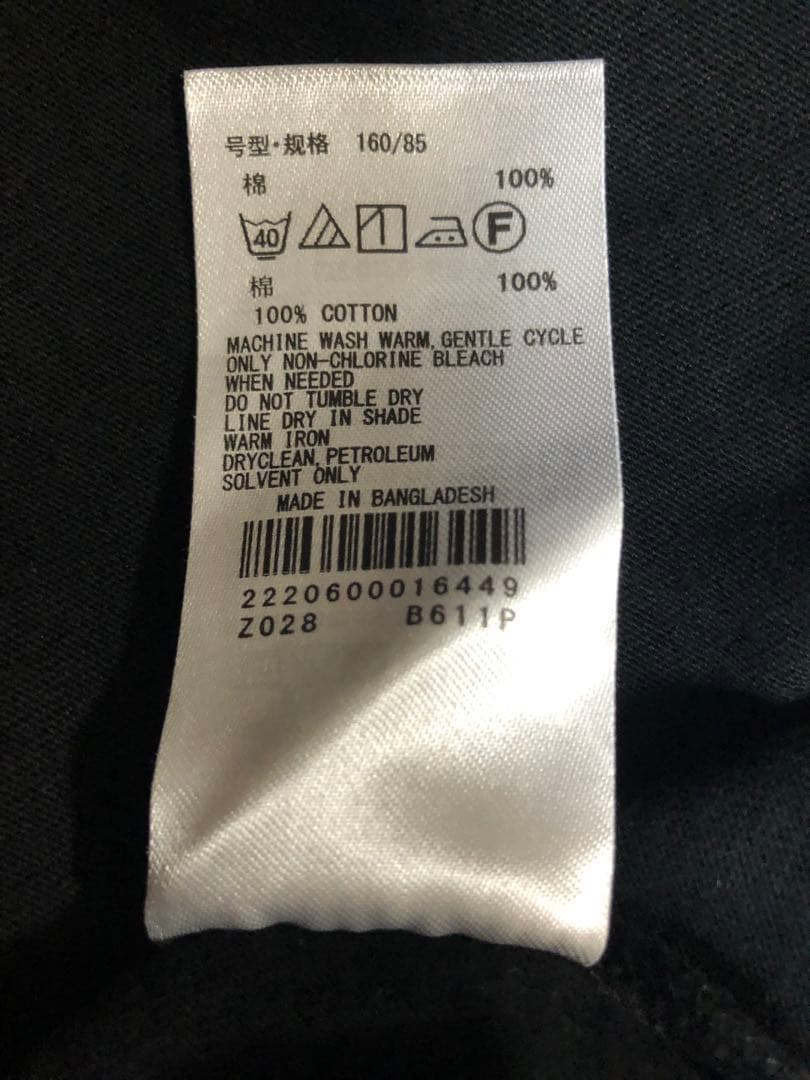 号型·规格 160/85
棉 100%
40 F
棉 100%
100% COTTON
MACHINE WASH WARM, GENTLE CYCLE
ONLY NON-CHLORINE BLEACH
WHEN NEEDED
DO NOT TUMBLE DRY
LINE DRY IN SHADE
WARM IRON
DRYCLEAN, PETROLEUM
SOLVENT ONLY
MADE IN BANGLADESH
2220600016449
Z028 B611P